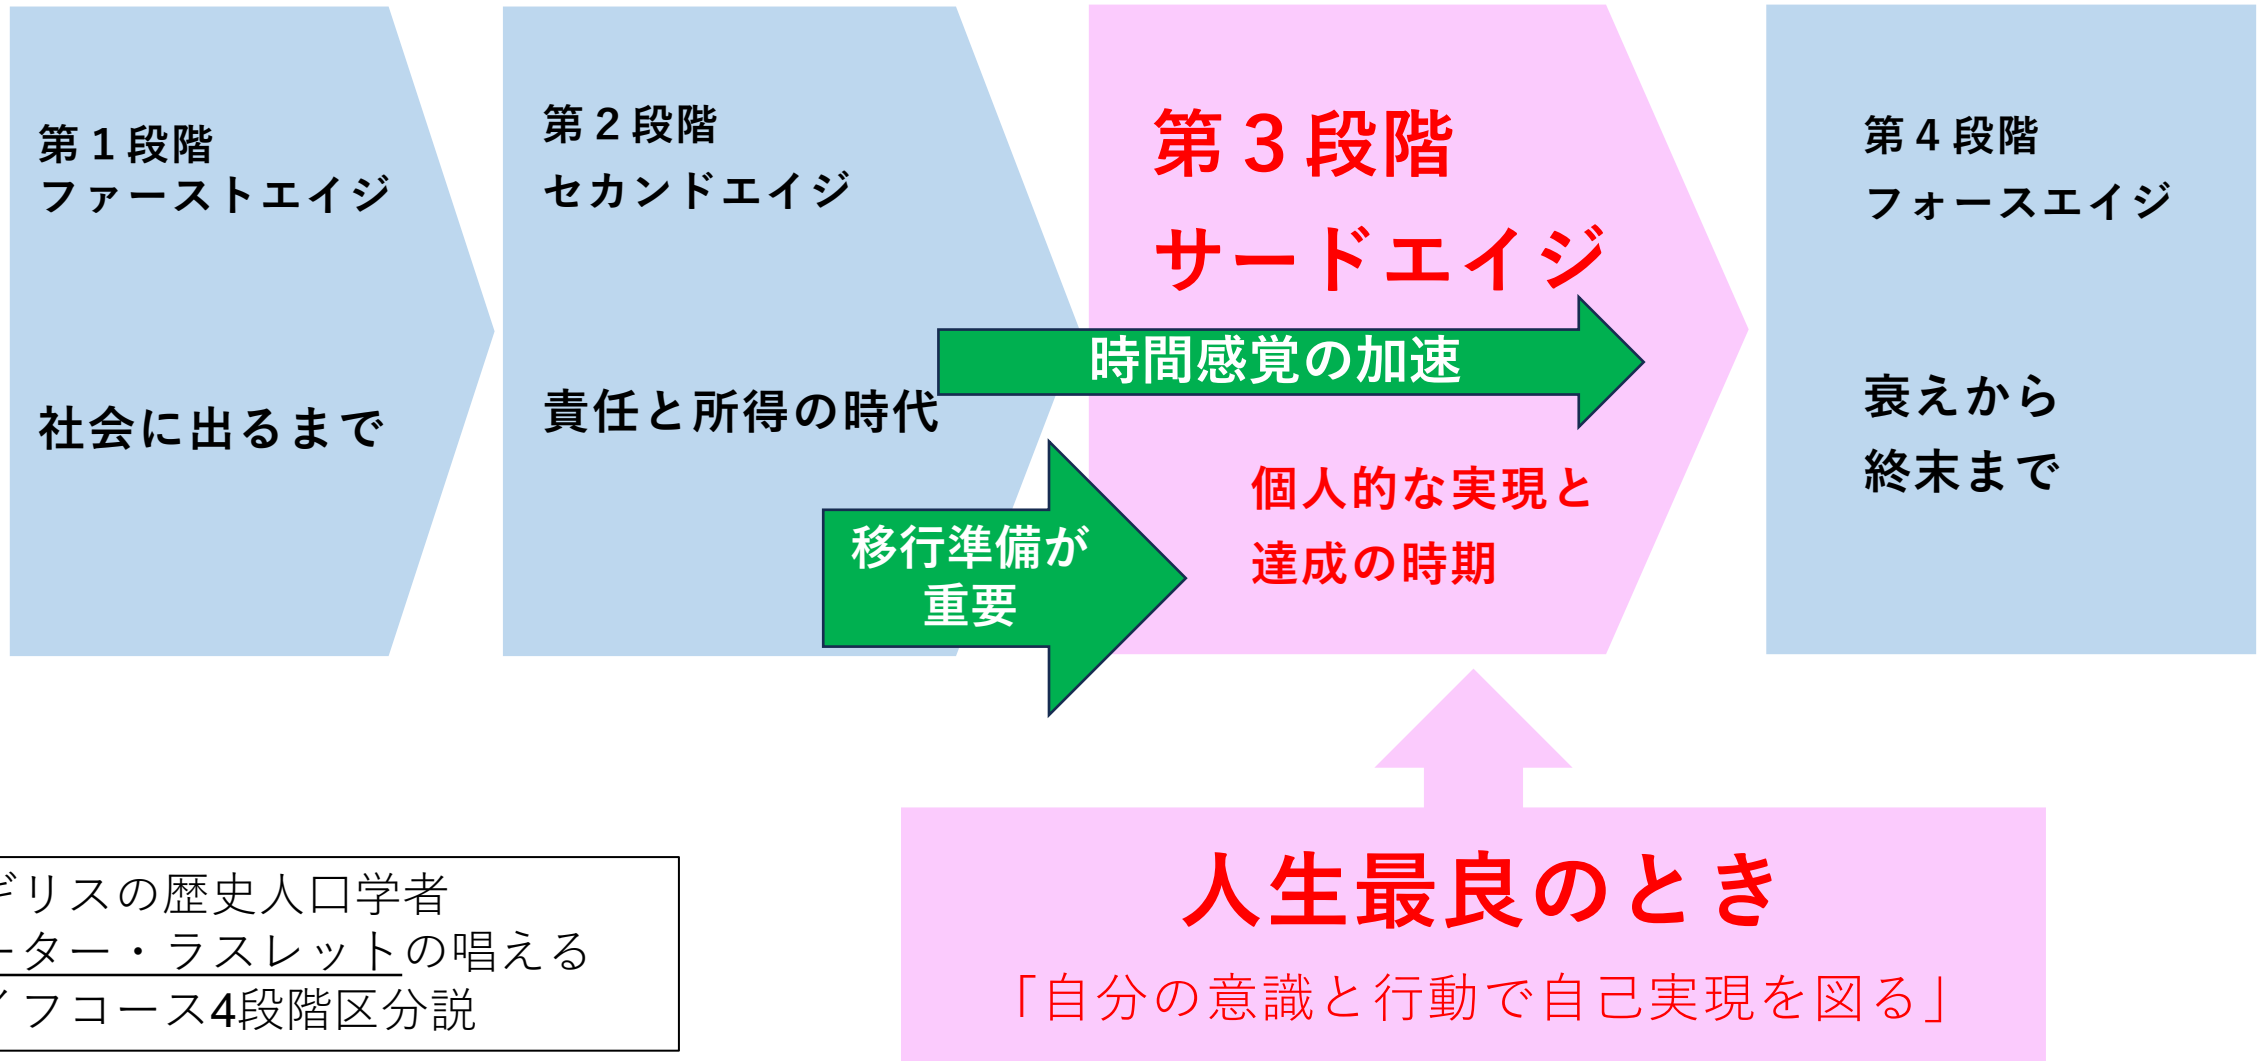 第１段階
ファーストエイジ
社会に出るまで
第２段階
セカンドエイジ
責任と所得の時代
第３段階
サードエイジ
時間感覚の加速
個人的な実現と
達成の時期
移行準備が
重要
第４段階
フォースエイジ
衰えから
終末まで
人生最良のとき
「自分の意識と行動で自己実現を図る」
ギリスの歴史人口学者
ーター・ラスレットの唱える
イフコース4段階区分説